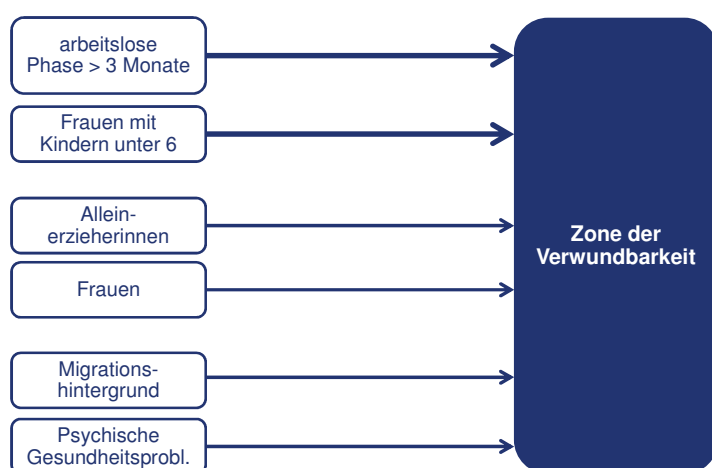 arbeitslose
Phase > 3 Monate
Frauen mit
Kindern unter 6
Allein-
erzieherinnen
Frauen
Migrations-
hintergrund
Psychische
Gesundheitsprobl.
Zone der
Verwundbarkeit